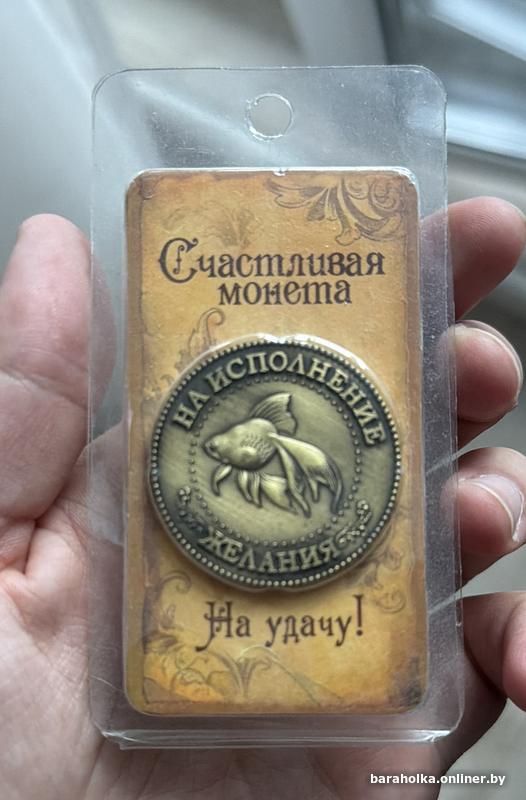 Счастливая
монета
НА ИСПОЛНЕНИЕ
ЖЕЛАНИЯ
На удачу!
baraholka.onliner.by